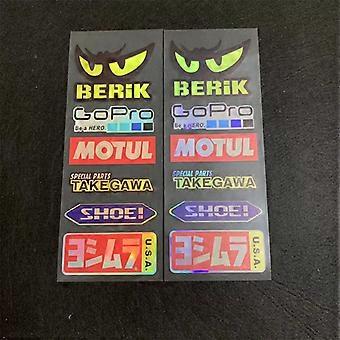 BERIK
GoPro
Be a HERO.
MOTUL
SPECIAL PARTS
TAKEGAWA
SHOEI
ヨシムラ
U.S.A.
BERIK
GoPro
Be a HERO.
MOTUL
SPECIAL PARTS
TAKEGAWA
SHOEI
ヨシムラ
U.S.A.